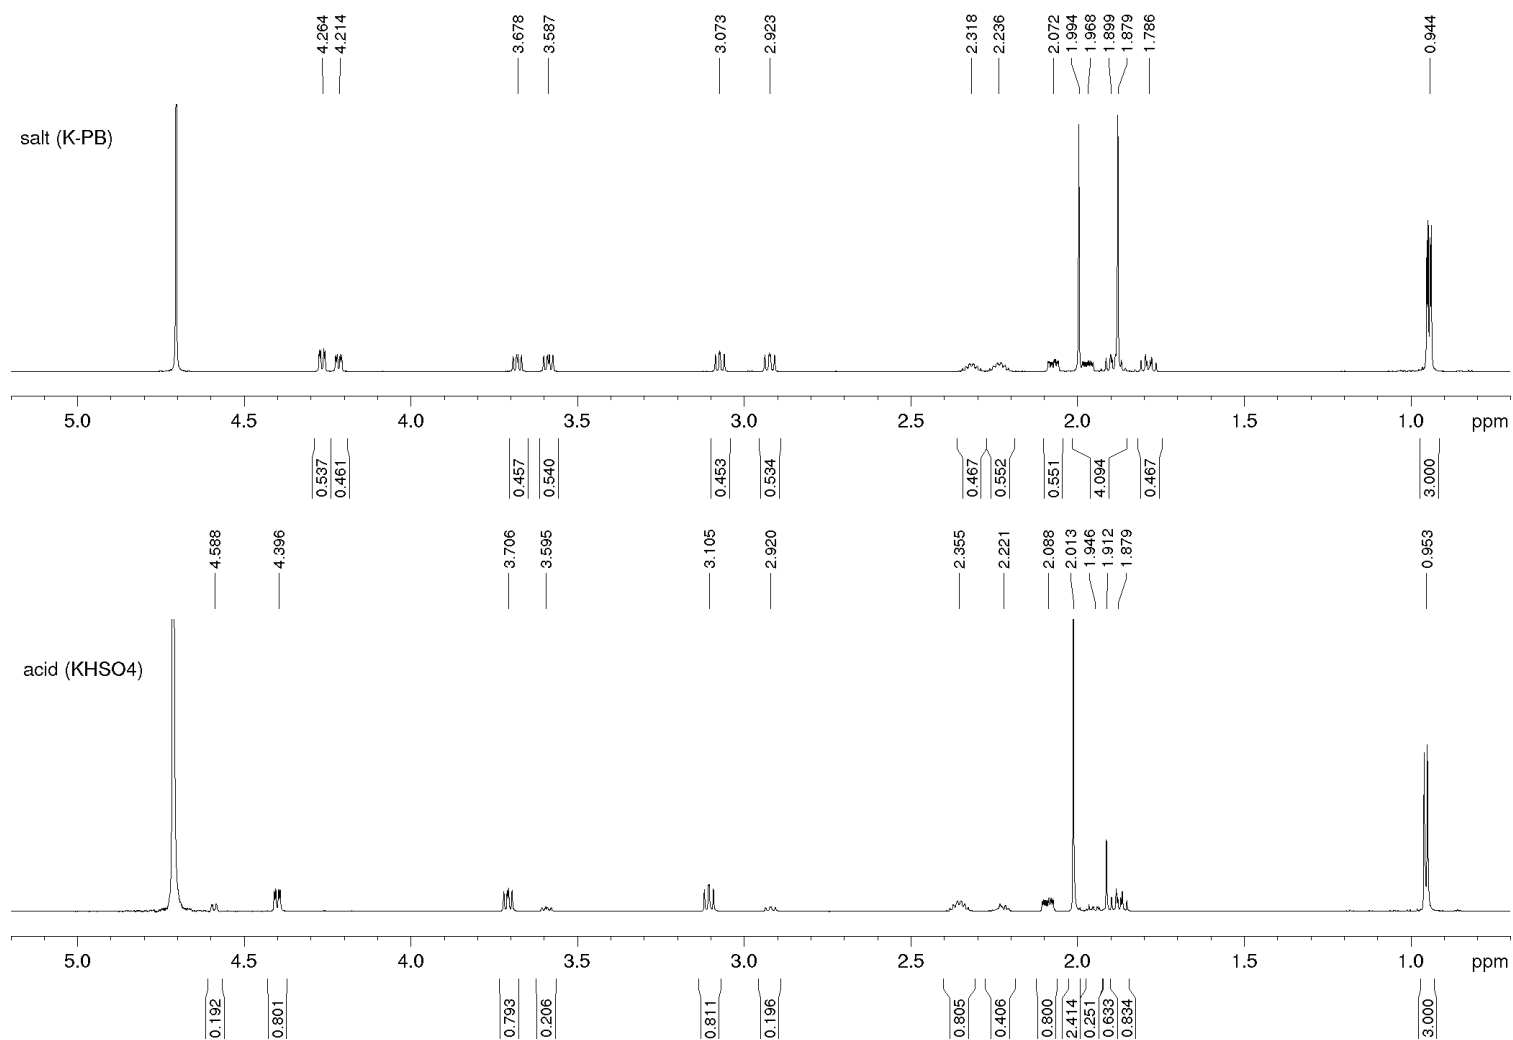 4.264 4.214 3.678 3.587 3.073 2.923 2.318 2.236 2.072 1.994 1.968 1.899 1.879 1.786 0.944
salt (K-PB)
5.0 4.5 4.0 3.5 3.0 2.5 2.0 1.5 1.0 ppm
0.537 0.461 0.457 0.540 0.453 0.534 0.467 0.552 0.551 4.094 0.467 3.000
4.588 4.396 3.706 3.595 3.105 2.920 2.355 2.221 2.088 2.013 1.946 1.912 1.879 0.953
acid (KHSO4)
5.0 4.5 4.0 3.5 3.0 2.5 2.0 1.5 1.0 ppm
0.192 0.801 0.793 0.206 0.811 0.196 0.805 0.406 0.800 2.414 0.251 0.633 0.834 3.000